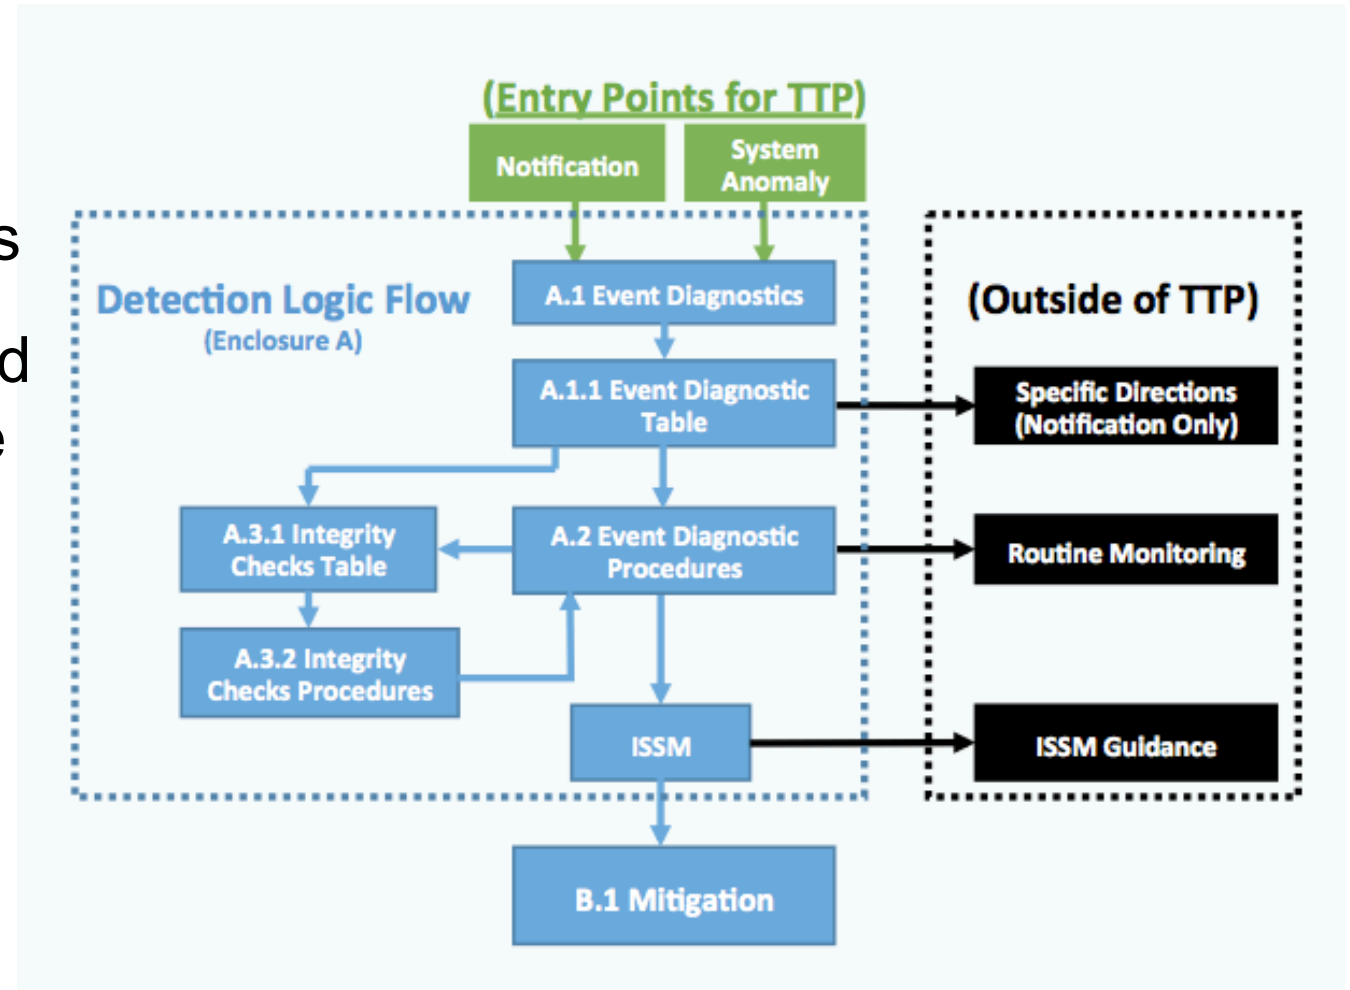 (Entry Points for TTP)
Notification
System
Anomaly
s
d
e
Detection Logic Flow
(Enclosure A)
A.1 Event Diagnostics
A.1.1 Event Diagnostic
Table
A.3.1 Integrity
Checks Table
A.2 Event Diagnostic
Procedures
A.3.2 Integrity
Checks Procedures
ISSM
B.1 Mitigation
(Outside of TTP)
Specific Directions
(Notification Only)
Routine Monitoring
ISSM Guidance